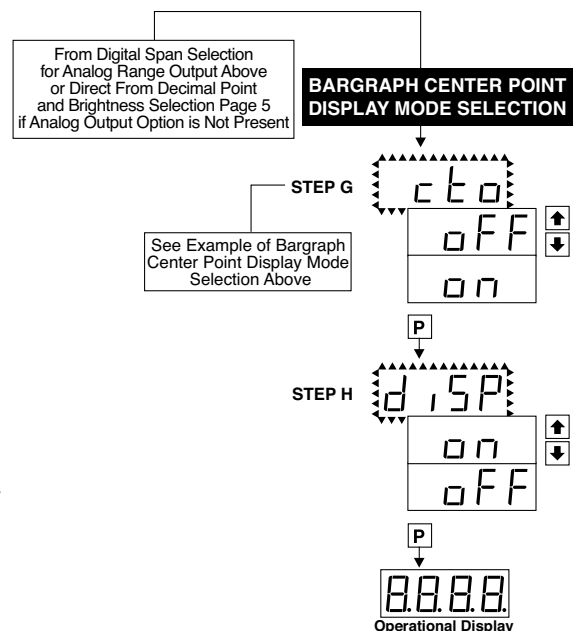 From Digital Span Selection
for Analog Range Output Above
or Direct From Decimal Point
and Brightness Selection Page 5
if Analog Output Option is Not Present
BARGRAPH CENTER POINT
DISPLAY MODE SELECTION
STEP G
cto
oFF
on
See Example of Bargraph
Center Point Display Mode
Selection Above
P
STEP H
diSP
on
oFF
P
8.8.8.8.
Operational Display